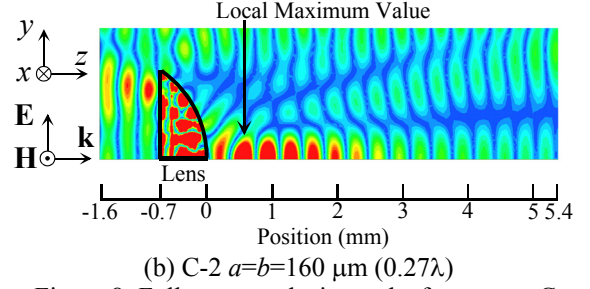 Local Maximum Value
y
z
x
E
k
H
Lens
-1.6 -0.7 0 1 2 3 4 5 5.4
Position (mm)
(b) C-2 a=b=160 μm (0.27λ)